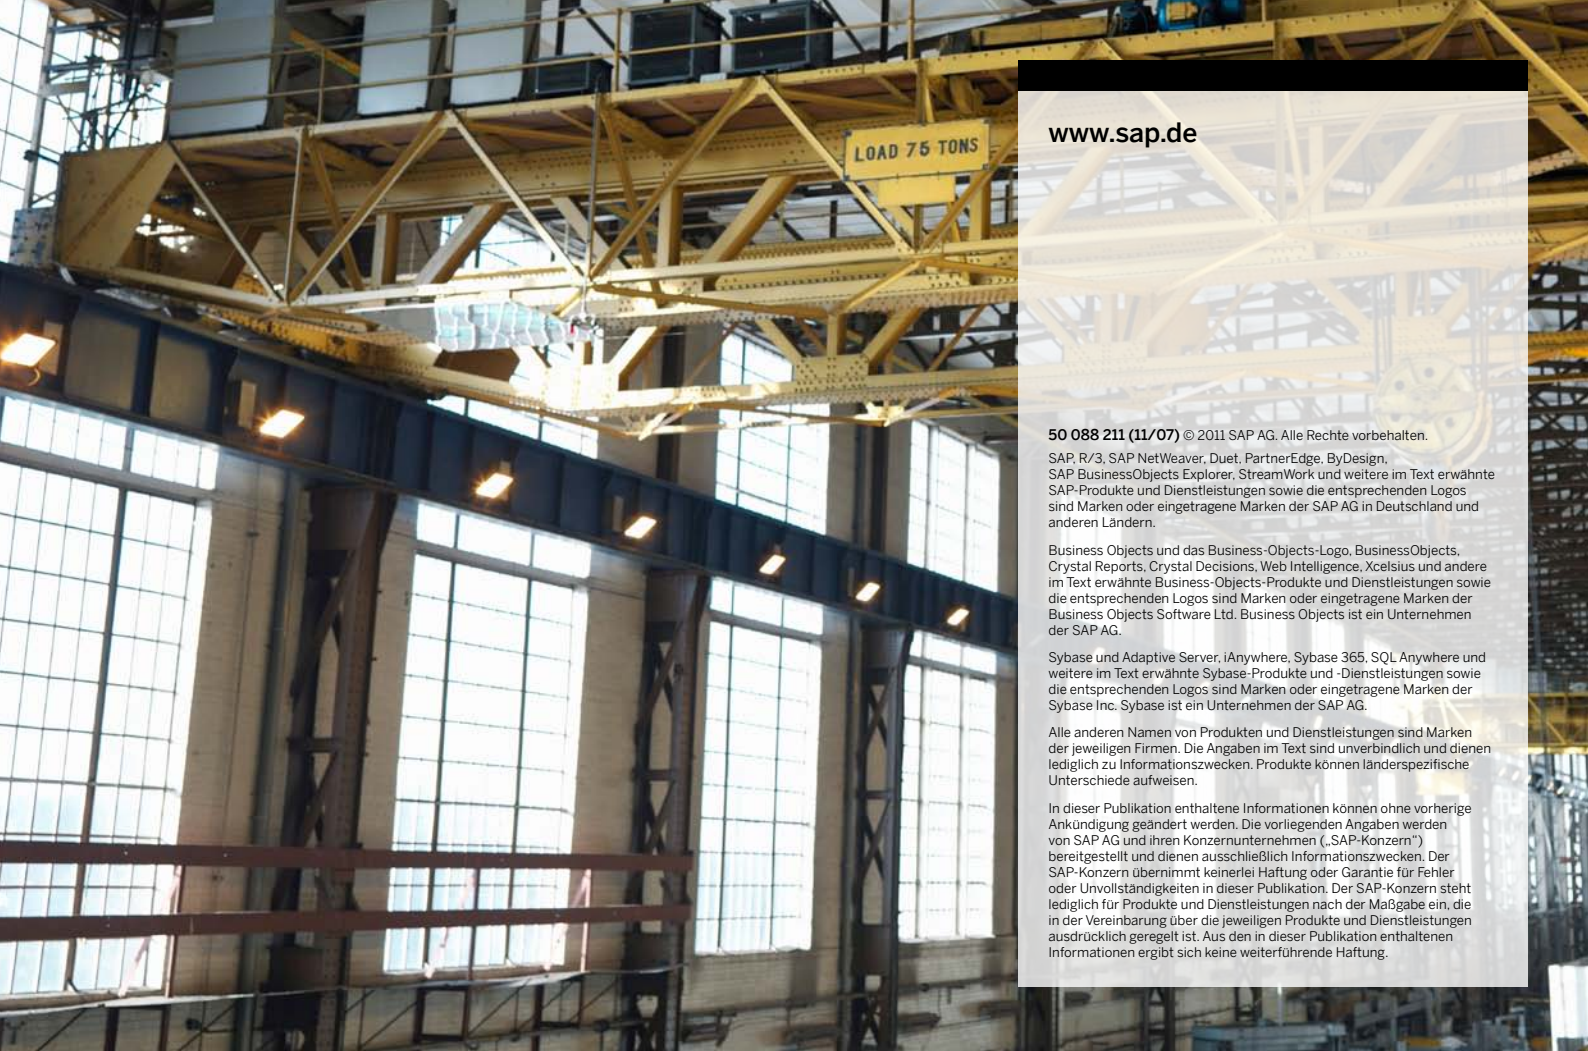 LOAD 75 TONS
www.sap.de
50 088 211 (11/07) © 2011 SAP AG. Alle Rechte vorbehalten.
SAP, R/3, SAP NetWeaver, Duet, PartnerEdge, ByDesign,
SAP BusinessObjects Explorer, StreamWork und weitere im Text erwähnte
SAP-Produkte und Dienstleistungen sowie die entsprechenden Logos
sind Marken oder eingetragene Marken der SAP AG in Deutschland und
anderen Ländern.
Business Objects und das Business-Objects-Logo, BusinessObjects,
Crystal Reports, Crystal Decisions, Web Intelligence, Xcelsius und andere
im Text erwähnte Business-Objects-Produkte und Dienstleistungen sowie
die entsprechenden Logos sind Marken oder eingetragene Marken der
Business Objects Software Ltd. Business Objects ist ein Unternehmen
der SAP AG.
Sybase und Adaptive Server, iAnywhere, Sybase 365, SQL Anywhere und
weitere im Text erwähnte Sybase-Produkte und -Dienstleistungen sowie
die entsprechenden Logos sind Marken oder eingetragene Marken der
Sybase Inc. Sybase ist ein Unternehmen der SAP AG.
Alle anderen Namen von Produkten und Dienstleistungen sind Marken
der jeweiligen Firmen. Die Angaben im Text sind unverbindlich und dienen
lediglich zu Informationszwecken. Produkte können länderspezifische
Unterschiede aufweisen.
In dieser Publikation enthaltene Informationen können ohne vorherige
Ankündigung geändert werden. Die vorliegenden Angaben werden
von SAP AG und ihren Konzernunternehmen („SAP-Konzern“)
bereitgestellt und dienen ausschließlich Informationszwecken. Der
SAP-Konzern übernimmt keinerlei Haftung oder Garantie für Fehler
oder Unvollständigkeiten in dieser Publikation. Der SAP-Konzern steht
lediglich für Produkte und Dienstleistungen nach der Maßgabe ein, die
in der Vereinbarung über die jeweiligen Produkte und Dienstleistungen
ausdrücklich geregelt ist. Aus den in dieser Publikation enthaltenen
Informationen ergibt sich keine weiterführende Haftung.